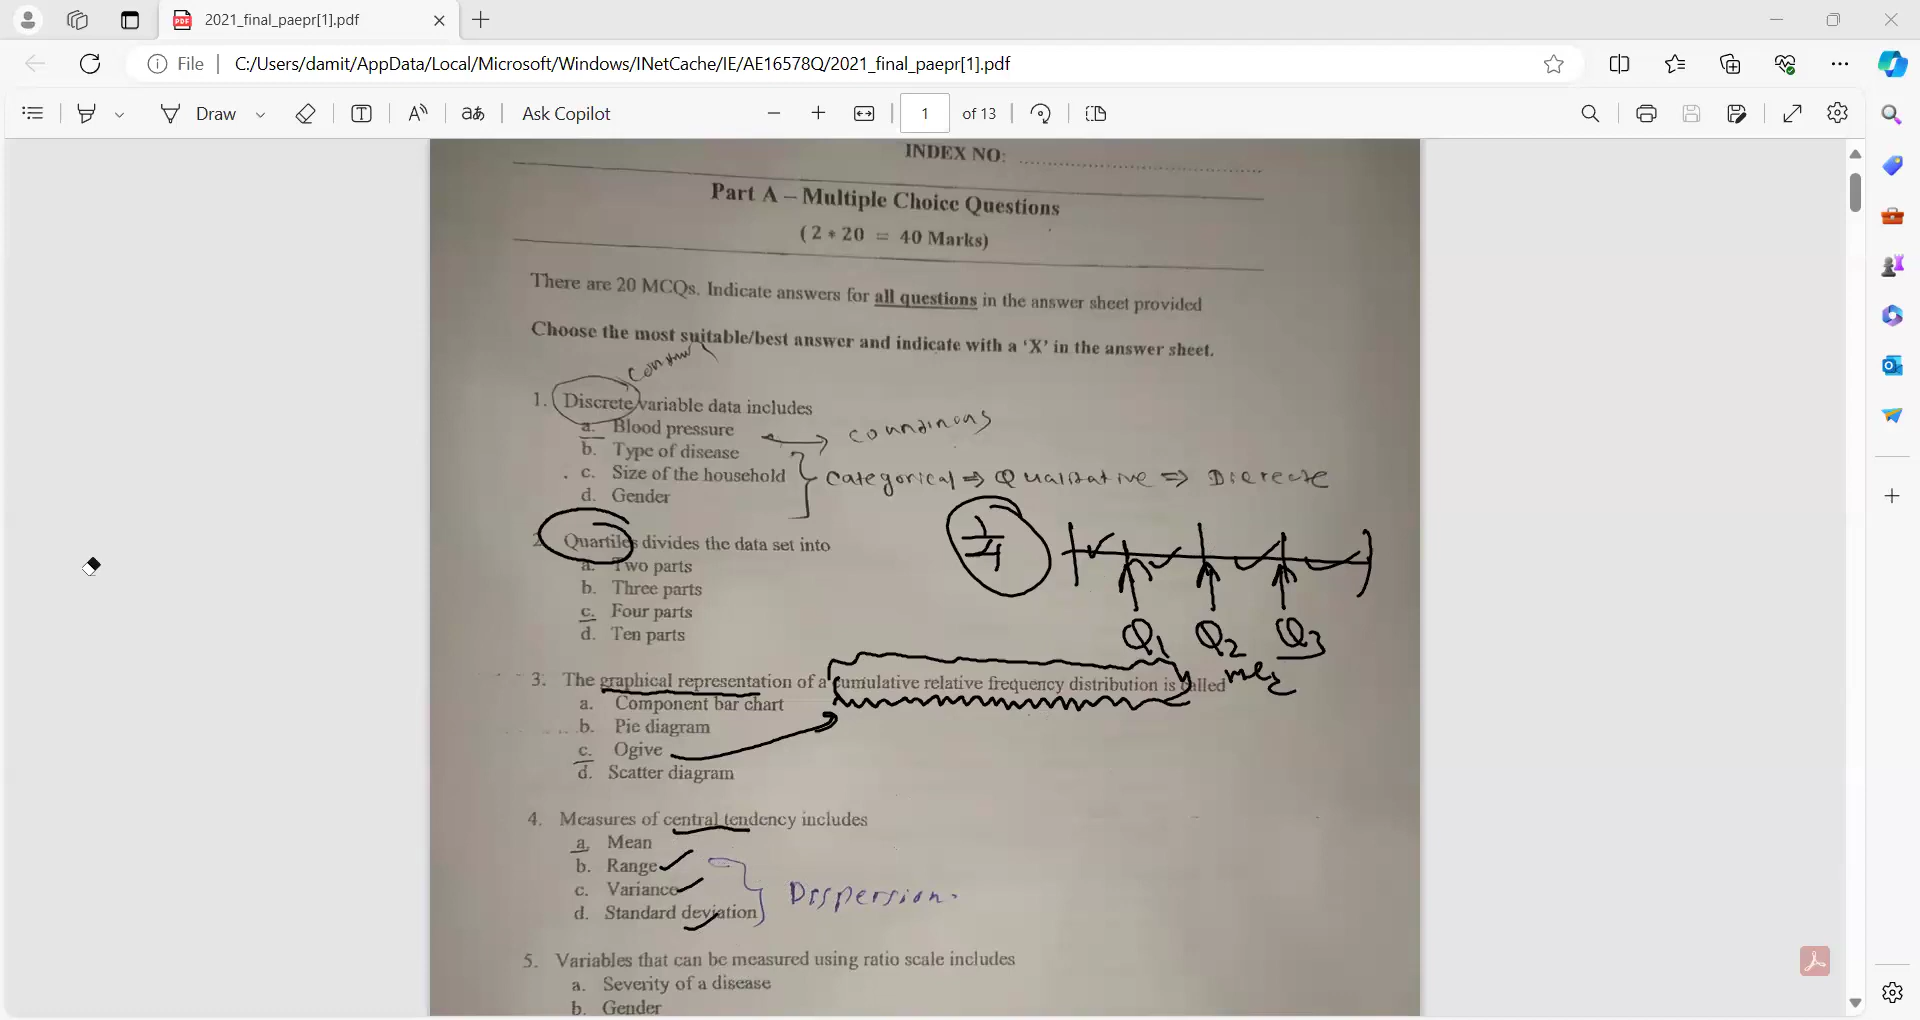 2021_final_paepr[1].pdf
File
C:/Users/damit/AppData/Local/Microsoft/Windows/INetCache/IE/AE16578Q/2021_final_paepr[1].pdf
Draw
Ask Copilot
1 of 13
INDEX NO: ................
Part A – Multiple Choice Questions
(2 * 20 = 40 Marks)
There are 20 MCQs. Indicate answers for all questions in the answer sheet provided
Choose the most suitable/best answer and indicate with a 'X' in the answer sheet.
1. Discrete variable data includes
a. Blood pressure
b. Type of disease
c. Size of the household
Categorical ⇒ Qualitative ⇒ Discrete
d. Gender
2. Quartiles divides the data set into
1/4
a. Two parts
b. Three parts
c. Four parts
d. Ten parts
Q1 Q2 Q3
3. The graphical representation of a cumulative relative frequency distribution is called
a. Component bar chart
b. Pie diagram
c. Ogive
d. Scatter diagram
4. Measures of central tendency includes
a. Mean
b. Range
c. Variance
Dispersion.
d. Standard deviation
5. Variables that can be measured using ratio scale includes
a. Severity of a disease
b. Gender